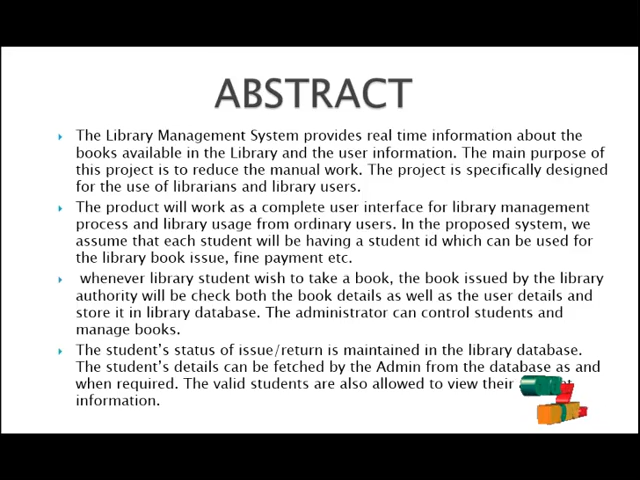 ABSTRACT
The Library Management System provides real time information about the
books available in the Library and the user information. The main purpose of
this project is to reduce the manual work. The project is specifically designed
for the use of librarians and library users.
The product will work as a complete user interface for library management
process and library usage from ordinary users. In the proposed system, we
assume that each student will be having a student id which can be used for
the library book issue, fine payment etc.
whenever library student wish to take a book, the book issued by the library
authority will be check both the book details as well as the user details and
store it in library database. The administrator can control students and
manage books.
The student's status of issue/return is maintained in the library database.
The student's details can be fetched by the Admin from the database as and
when required. The valid students are also allowed to view their
information.